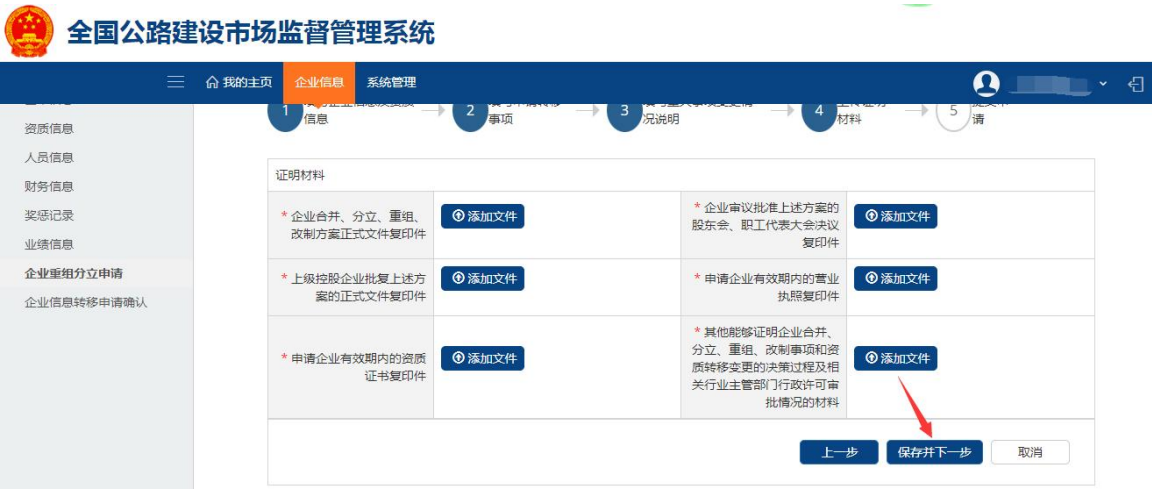 全国公路建设市场监督管理系统
我的主页 企业信息 系统管理
资质信息
人员信息
财务信息
奖惩记录
业绩信息
企业重组分立申请
企业信息转移申请确认
1 信息
2 事项
3 况说明
4 材料
5 请
证明材料
* 企业合并、分立、重组、
改制方案正式文件复印件
添加文件
* 企业审议批准上述方案的
股东会、职工代表大会决议
复印件
添加文件
* 上级控股企业批复上述方
案的正式文件复印件
添加文件
* 申请企业有效期内的营业
执照复印件
添加文件
* 申请企业有效期内的资质
证书复印件
添加文件
* 其他能够证明企业合并、
分立、重组、改制事项和资
质转移变更的决策过程及相
关行业主管部门行政许可审
批情况的材料
添加文件
上一步 保存并下一步 取消